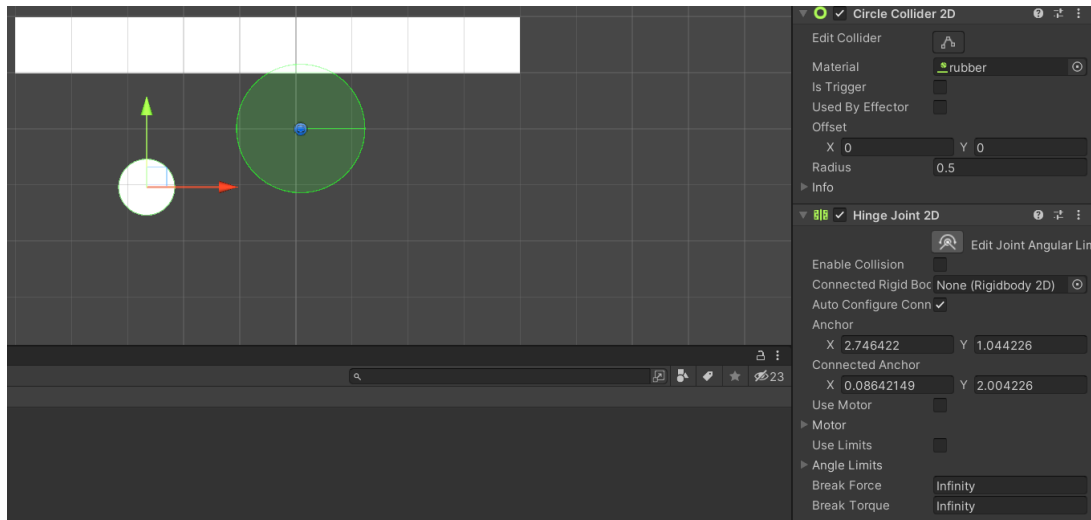 Circle Collider 2D
Edit Collider
Material rubber
Is Trigger
Used By Effector
Offset
X 0 Y 0
Radius 0.5
Info
Hinge Joint 2D
Edit Joint Angular Lin
Enable Collision
Connected Rigid Boc None (Rigidbody 2D)
Auto Configure Conn
Anchor
X 2.746422 Y 1.044226
Connected Anchor
X 0.08642149 Y 2.004226
Use Motor
Motor
Use Limits
Angle Limits
Break Force Infinity
Break Torque Infinity
23